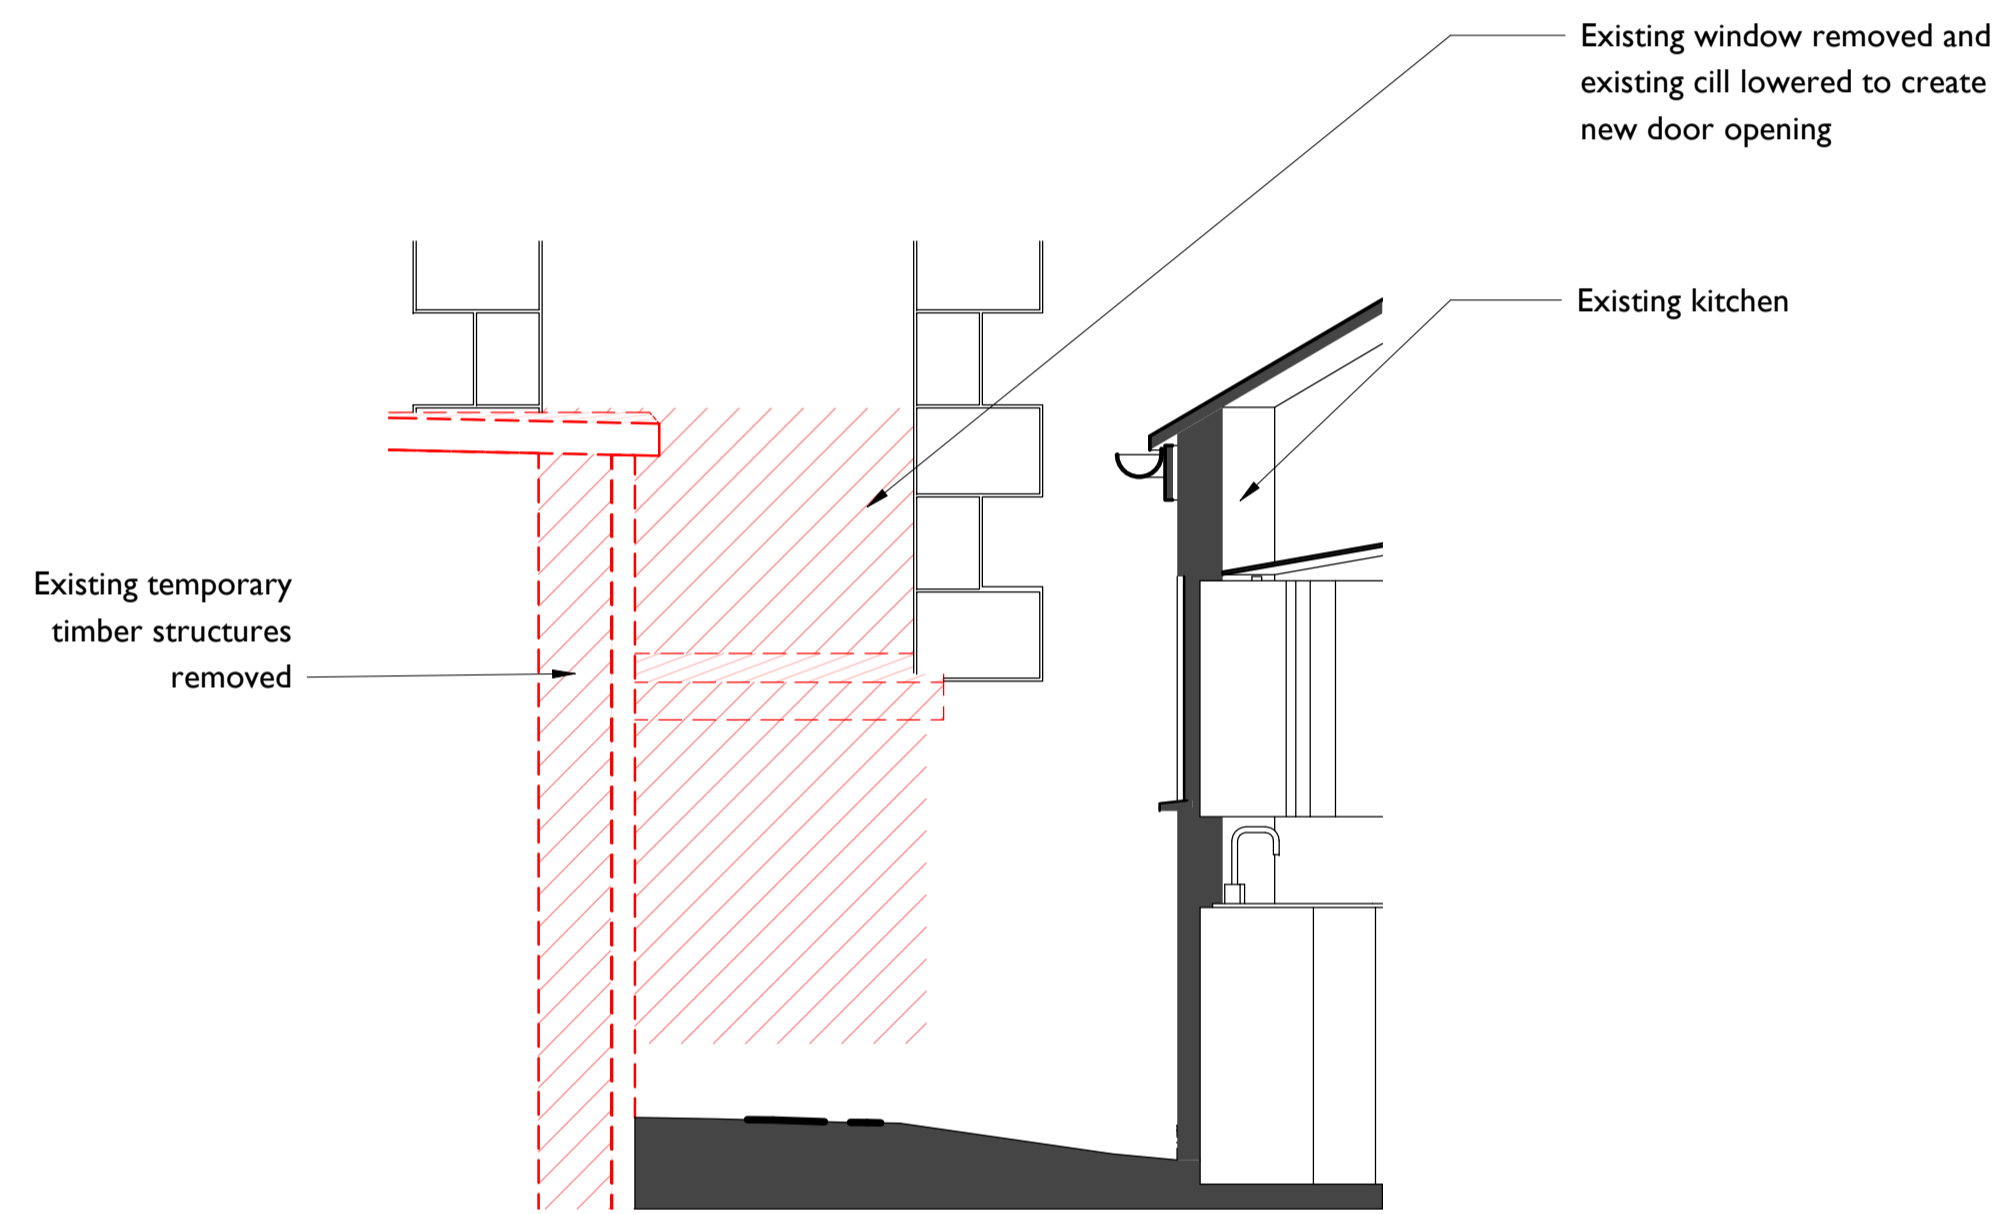 Existing window removed and
existing cill lowered to create
new door opening
Existing kitchen
Existing temporary
timber structures
removed